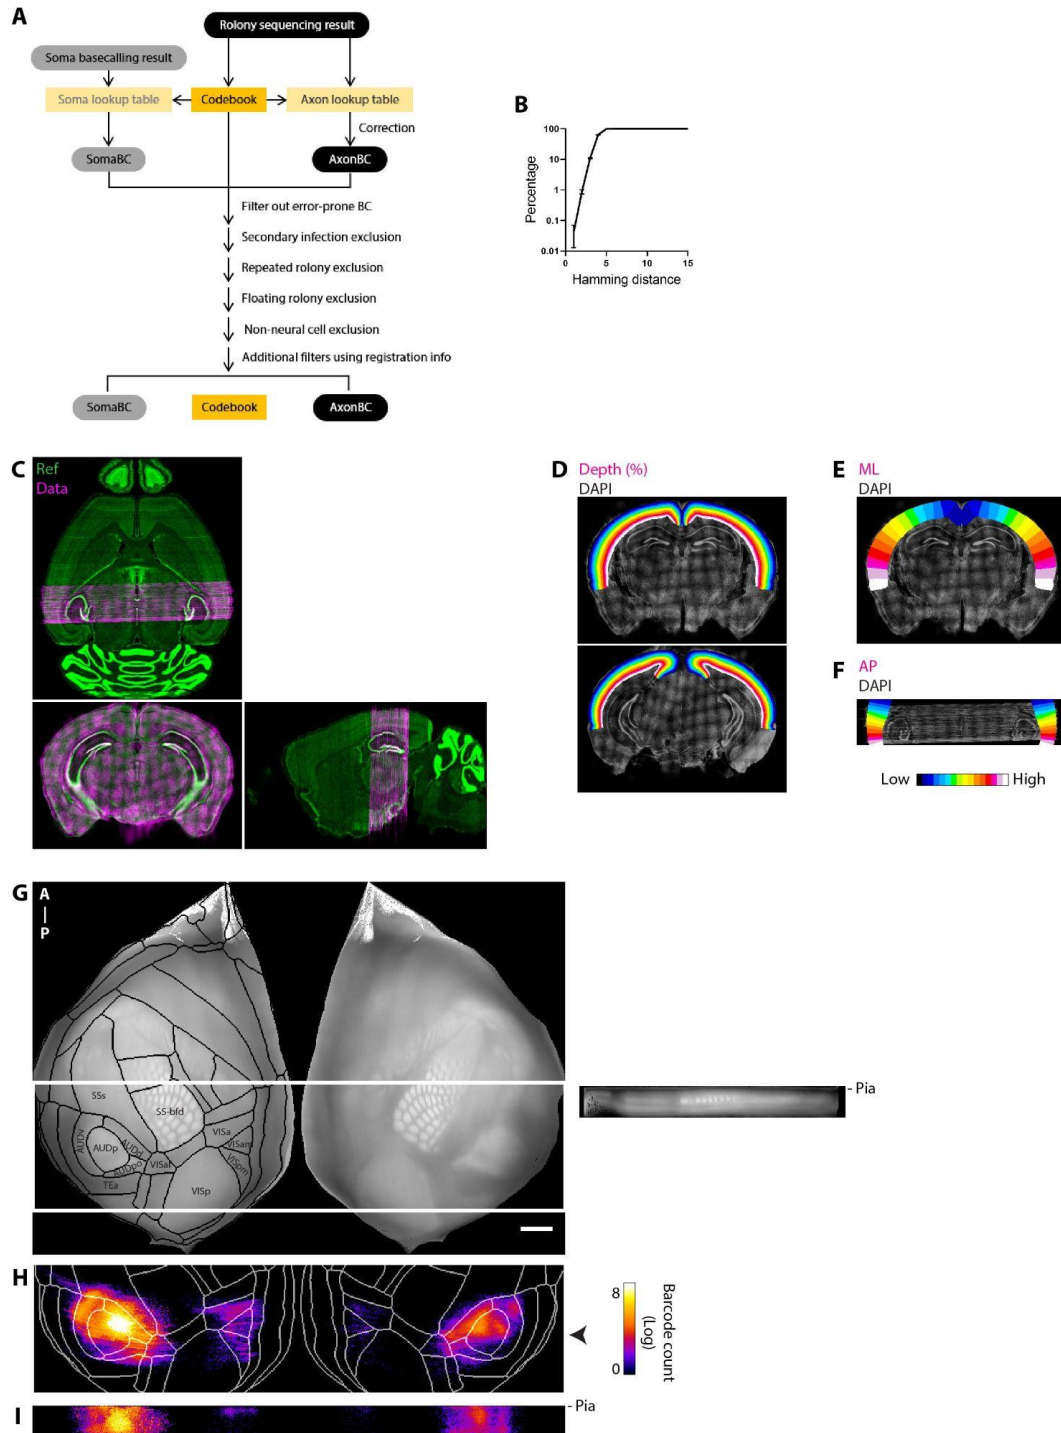 A
Rolony sequencing result
Soma basecalling result
Soma lookup table
Codebook
Axon lookup table
Correction
SomaBC
AxonBC
Filter out error-prone BC
Secondary infection exclusion
Repeated rolony exclusion
Floating rolony exclusion
Non-neural cell exclusion
Additional filters using registration info
SomaBC
Codebook
AxonBC
B
Percentage
100
10
1
0.1
0.01
0
5
10
15
Hamming distance
C
Ref
Data
D
Depth (%)
DAPI
E
ML
DAPI
F
AP
DAPI
Low
High
G
A
P
SSs
SS-bfd
AUDv
AUDp
AUDd
AUDpo
TEa
VISal
VISa
VISam
VISpm
VISp
- Pia
H
8
0
Barcode count
(Log)
I
- Pia